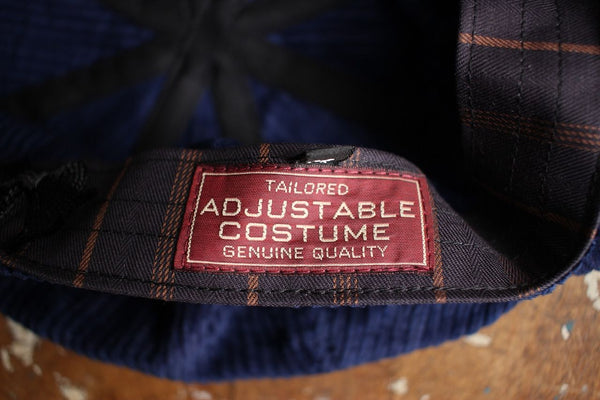 TAILORED
ADJUSTABLE
COSTUME
GENUINE QUALITY